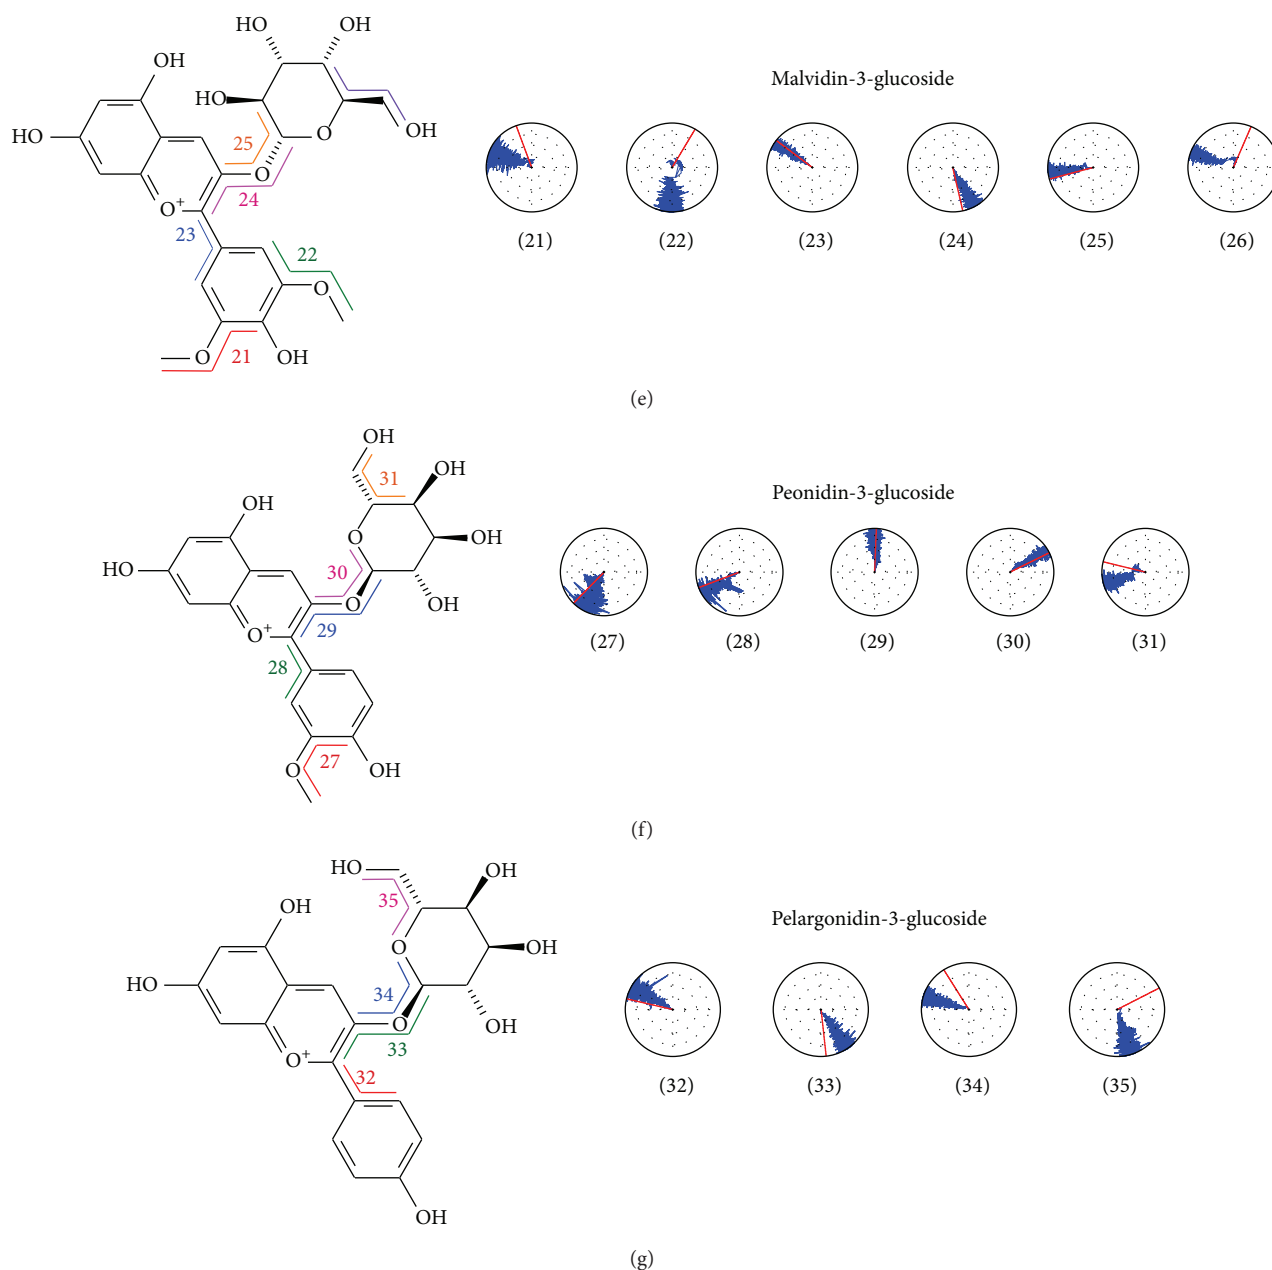 HO OH
OH
HO
Malvidin-3-glucoside
HO
O
OH
25
O
24
O+
23
22
O
21
O
OH
(21) (22) (23) (24) (25) (26)
(e)
OH
31
OH
Peonidin-3-glucoside
OH
O
OH
HO
30
O
OH
29
O+
28
27
O
OH
(27) (28) (29) (30) (31)
(f)
HO
OH
35
OH
Pelargonidin-3-glucoside
O
OH
HO
34
O
OH
33
O+
32
(32) (33) (34) (35)
OH
(g)